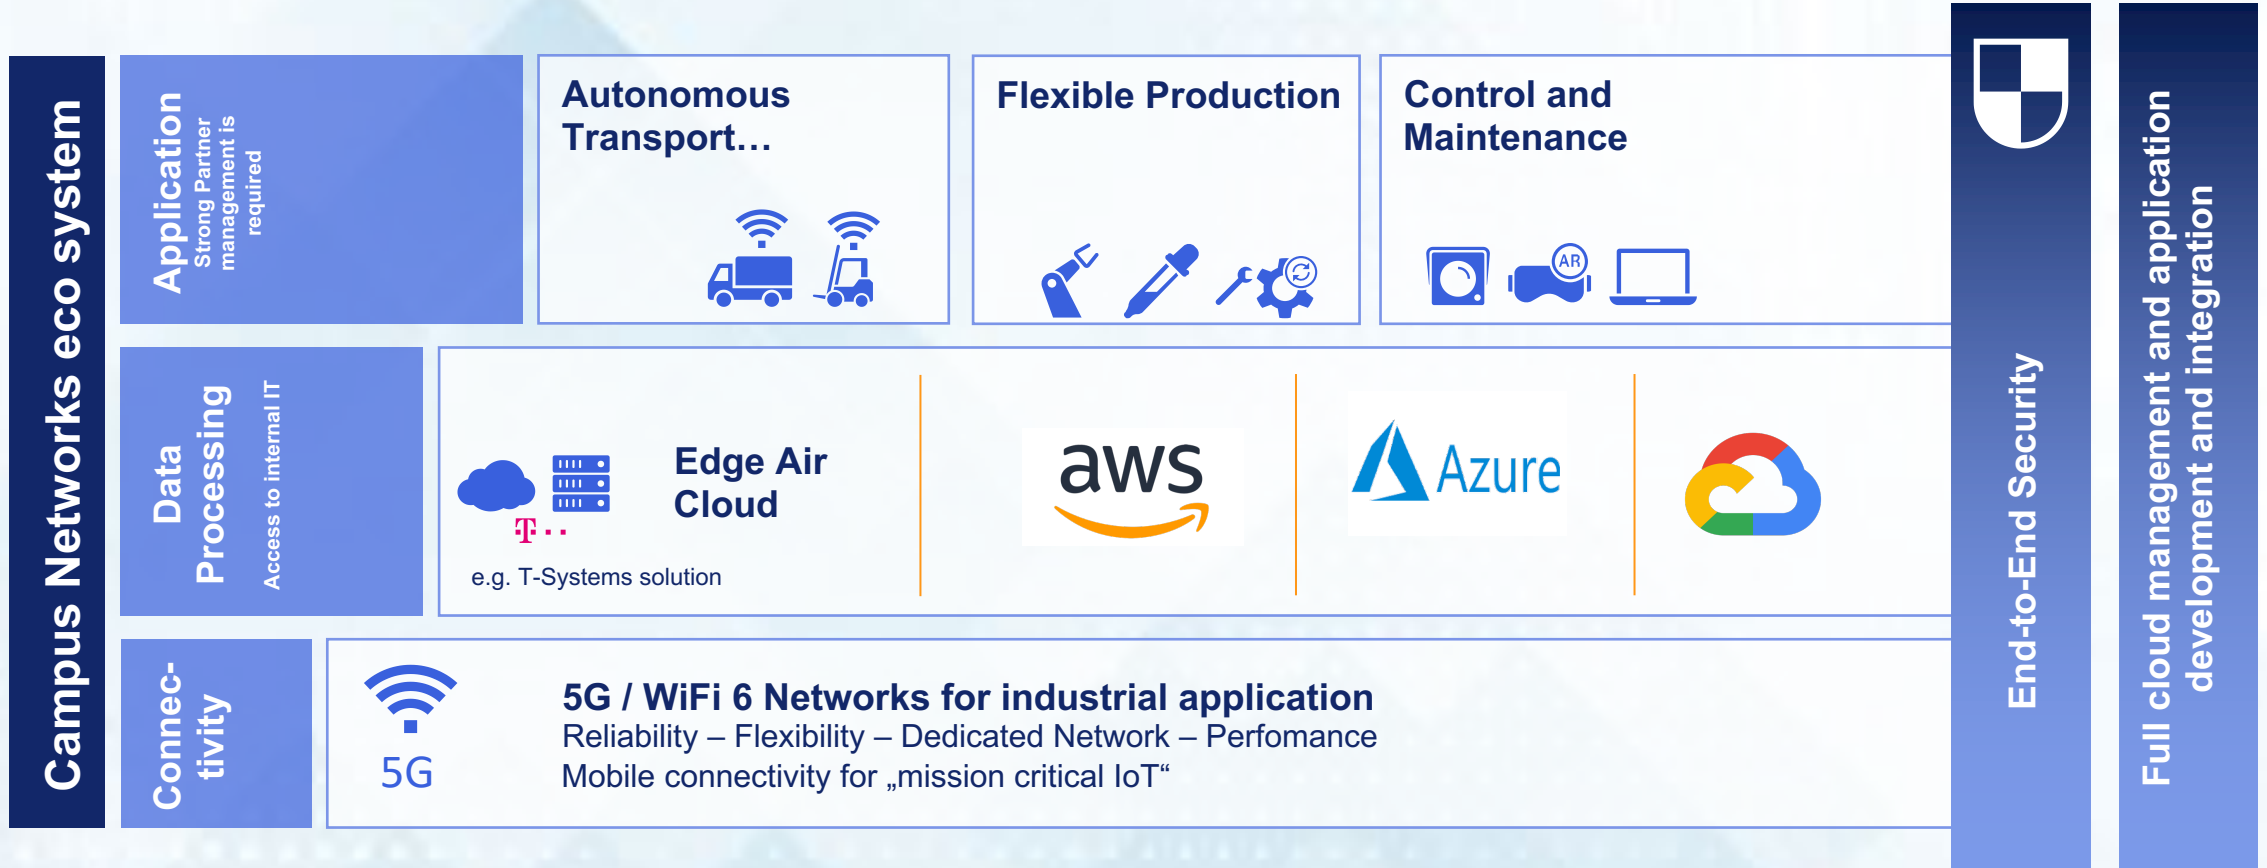 Campus Networks eco system
Application
Strong Partner
management is
required
Autonomous
Transport…
Flexible Production
Control and
Maintenance
AR
Data
Processing
Access to internal IT
Edge Air
Cloud
T
e.g. T-Systems solution
aws
Azure
Connec-
tivity
5G
5G / WiFi 6 Networks for industrial application
Reliability – Flexibility – Dedicated Network – Perfomance
Mobile connectivity for „mission critical IoT“
End-to-End Security
Full cloud management and application
development and integration